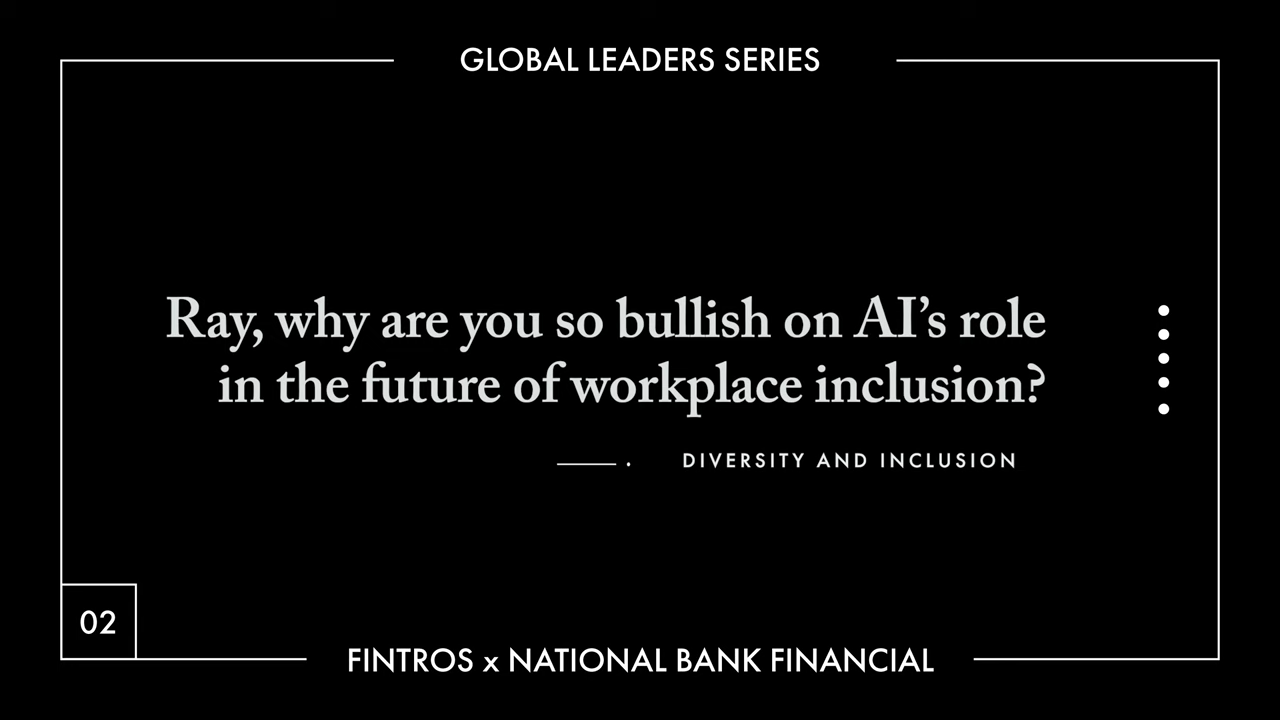 GLOBAL LEADERS SERIES
Ray, why are you so bullish on AI’s role
in the future of workplace inclusion?
DIVERSITY AND INCLUSION
02
FINTROS x NATIONAL BANK FINANCIAL